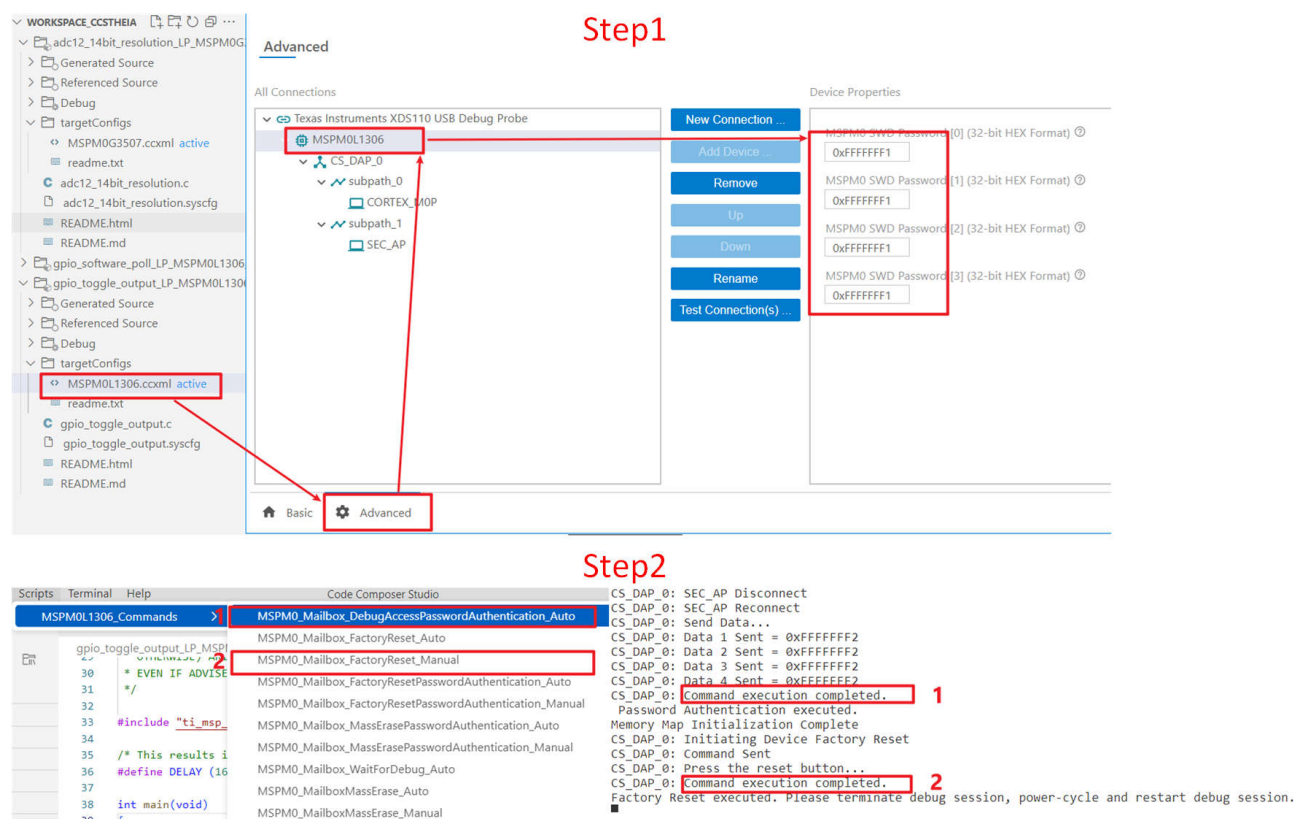 Step1
WORKSPACE_CCSTHEIA
adc12_14bit_resolution_LP_MSPM0G
Generated Source
Referenced Source
Debug
targetConfigs
MSPM0G3507.ccxml active
readme.txt
adc12_14bit_resolution.c
adc12_14bit_resolution.syscfg
README.html
README.md
gpio_software_poll_LP_MSPM0L1306
gpio_toggle_output_LP_MSPM0L130
Generated Source
Referenced Source
Debug
targetConfigs
MSPM0L1306.ccxml active
readme.txt
gpio_toggle_output.c
gpio_toggle_output.syscfg
README.html
README.md
Advanced
All Connections
Texas Instruments XDS110 USB Debug Probe
MSPM0L1306
CS_DAP_0
subpath_0
CORTEX_M0P
subpath_1
SEC_AP
New Connection ...
Add Device ...
Remove
Up
Down
Rename
Test Connection(s) ...
Device Properties
MSPM0 SWD Password [0] (32-bit HEX Format)
0xFFFFFFF1
MSPM0 SWD Password [1] (32-bit HEX Format)
0xFFFFFFF1
MSPM0 SWD Password [2] (32-bit HEX Format)
0xFFFFFFF1
MSPM0 SWD Password [3] (32-bit HEX Format)
0xFFFFFFF1
Basic Advanced
Step2
Scripts Terminal Help Code Composer Studio
MSPM0L1306_Commands
1 MSPM0_Mailbox_DebugAccessPasswordAuthentication_Auto
MSPM0_Mailbox_FactoryReset_Auto
2 MSPM0_Mailbox_FactoryReset_Manual
MSPM0_Mailbox_FactoryResetPasswordAuthentication_Auto
MSPM0_Mailbox_FactoryResetPasswordAuthentication_Manual
MSPM0_Mailbox_MassErasePasswordAuthentication_Auto
MSPM0_Mailbox_MassErasePasswordAuthentication_Manual
MSPM0_Mailbox_WaitForDebug_Auto
MSPM0_MailboxMassErase_Auto
MSPM0_MailboxMassErase_Manual
gpio_toggle_output_LP_MSP
30 * EVEN IF ADVISE
31 */
32
33 #include "ti_msp_
34
35 /* This results i
36 #define DELAY (16
37
38 int main(void)
CS_DAP_0: SEC_AP Disconnect
CS_DAP_0: SEC_AP Reconnect
CS_DAP_0: Send Data...
CS_DAP_0: Data 1 Sent = 0xFFFFFFF2
CS_DAP_0: Data 2 Sent = 0xFFFFFFF2
CS_DAP_0: Data 3 Sent = 0xFFFFFFF2
CS_DAP_0: Data 4 Sent = 0xFFFFFFF2
CS_DAP_0: Command execution completed. 1
Password Authentication executed.
Memory Map Initialization Complete
CS_DAP_0: Initiating Device Factory Reset
CS_DAP_0: Command Sent
CS_DAP_0: Press the reset button...
CS_DAP_0: Command execution completed. 2
Factory Reset executed. Please terminate debug session, power-cycle and restart debug session.